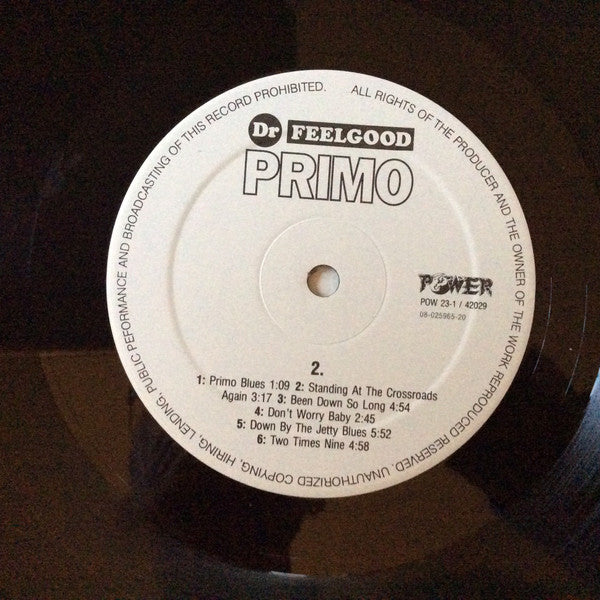 ALL RIGHTS OF THE PRODUCER AND THE OWNER OF THE WORK REPRODUCED RESERVED. UNAUTHORIZED COPYING, HIRING, LENDING, PUBLIC PEFORMANCE AND BROADCASTING OF THIS RECORD PROHIBITED.
Dr FEELGOOD
PRIMO
POWER
POW 23-1 / 42029
08-025965-20
2.
1: Primo Blues 1:09 2: Standing At The Crossroads
Again 3:17 3: Been Down So Long 4:54
4: Don't Worry Baby 2:45
5: Down By The Jetty Blues 5:52
6: Two Times Nine 4:58